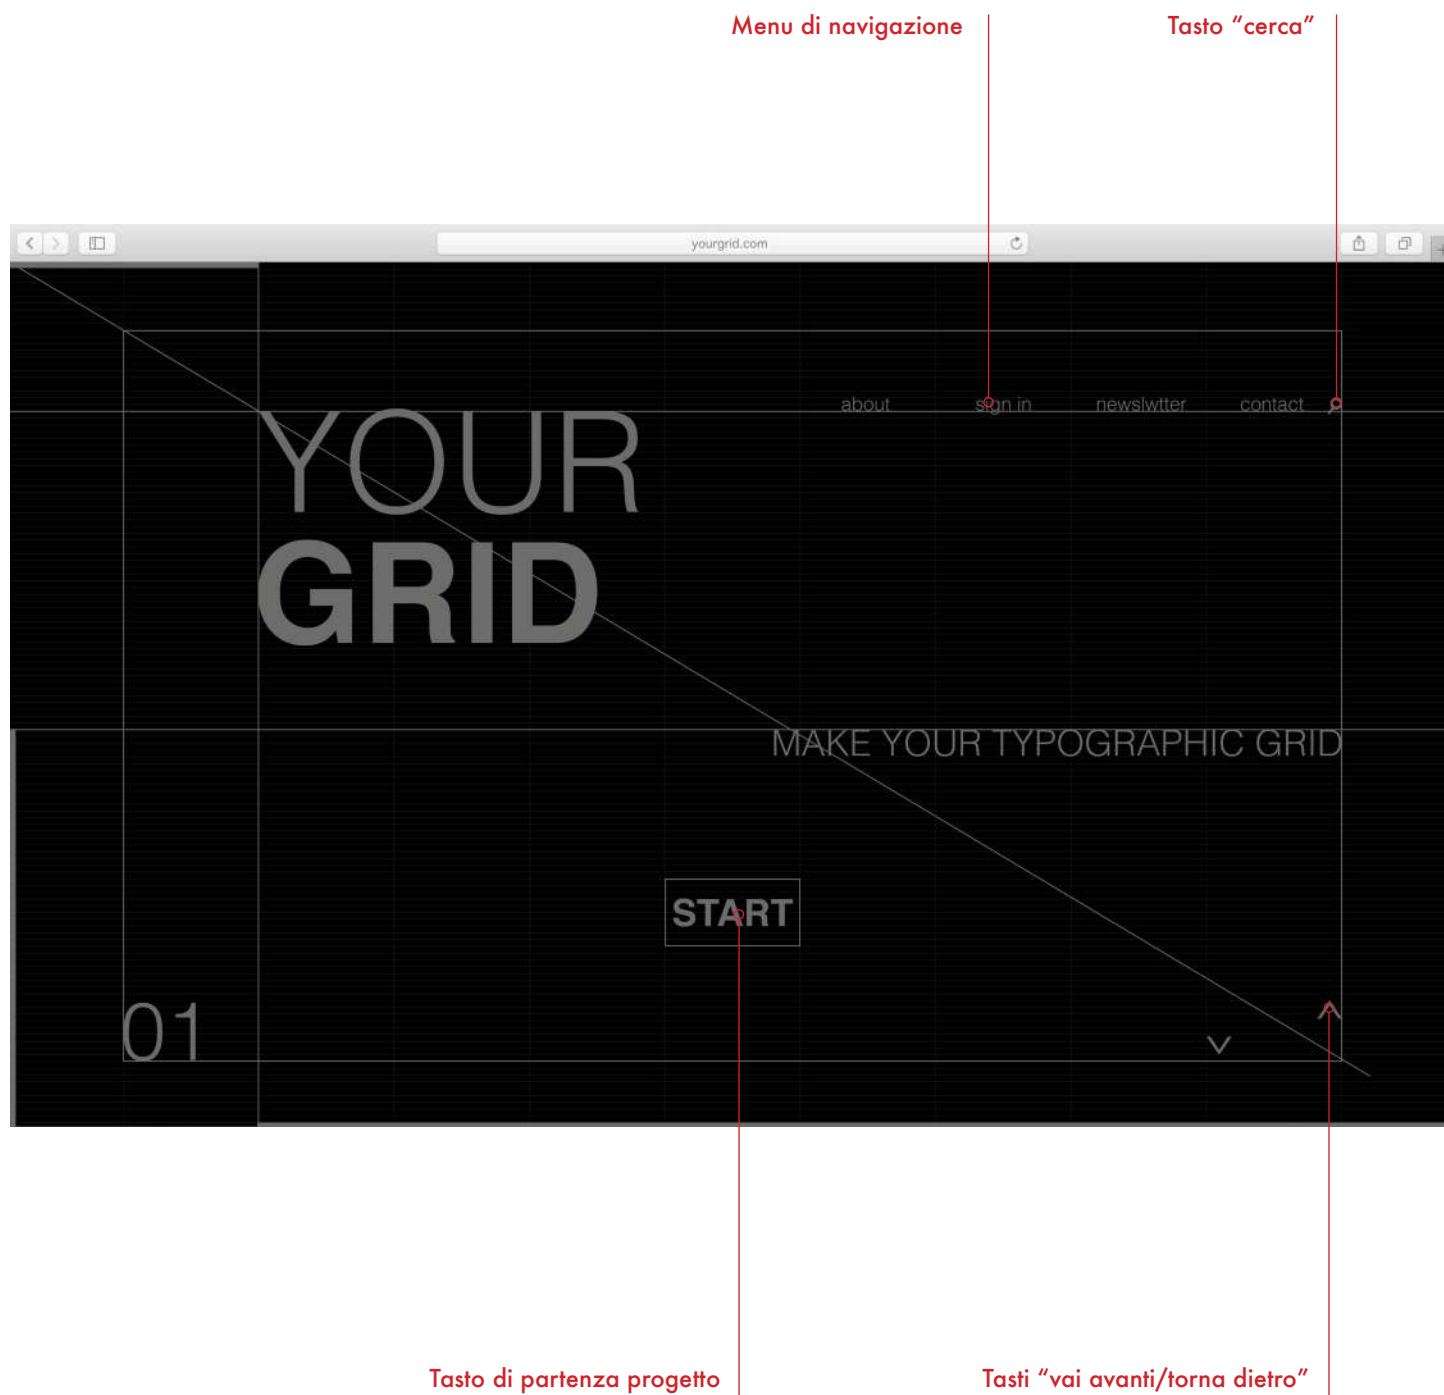 Menu di navigazione
Tasto “cerca”
yourgrid.com
about sign in newslwtter contact
YOUR
GRID
MAKE YOUR TYPOGRAPHIC GRID
START
01
Tasto di partenza progetto
Tasti “vai avanti/torna dietro”